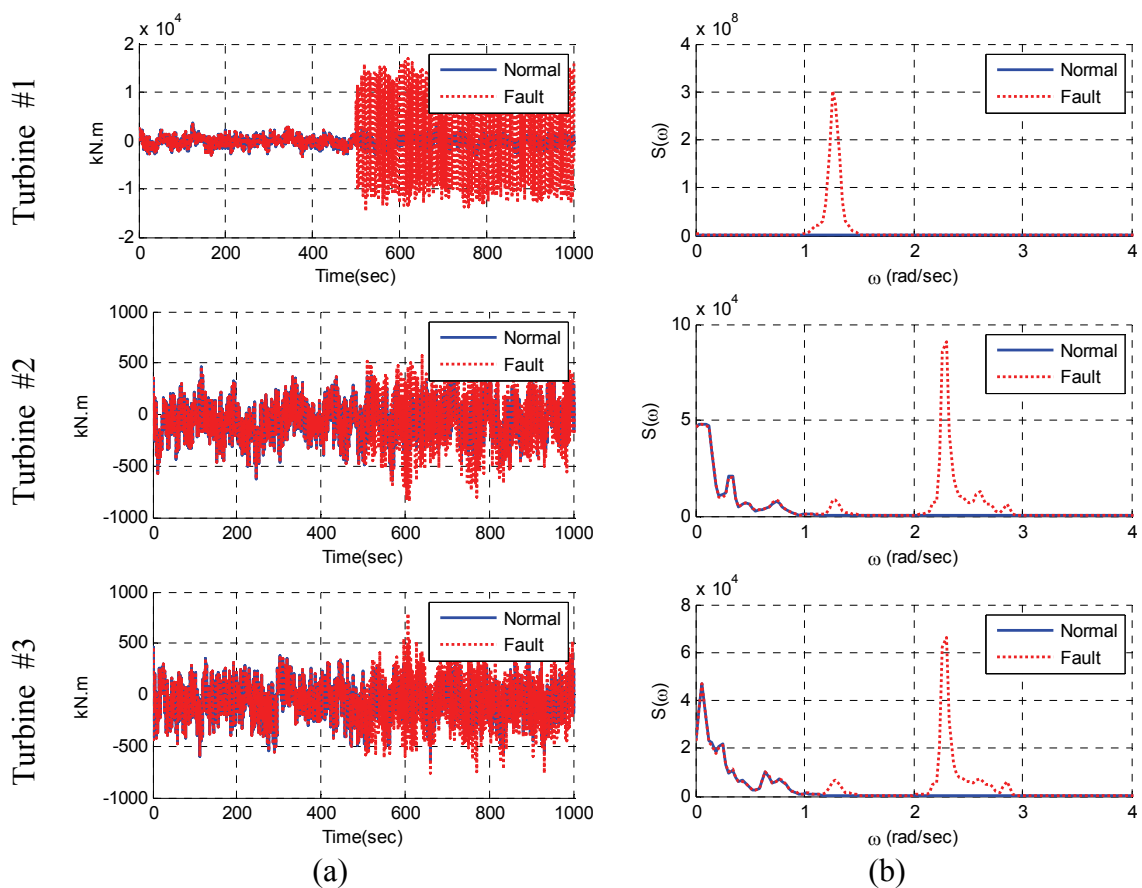 Turbine #1
x 10^4
2
1
0
-1
-2
kN.m
0 200 400 600 800 1000
Time(sec)
Normal
Fault
x 10^8
4
3
2
1
0
S(ω)
0 1 2 3 4
ω (rad/sec)
Normal
Fault
Turbine #2
1000
500
0
-500
-1000
kN.m
0 200 400 600 800 1000
Time(sec)
Normal
Fault
x 10^4
10
5
0
S(ω)
0 1 2 3 4
ω (rad/sec)
Normal
Fault
Turbine #3
1000
500
0
-500
-1000
kN.m
0 200 400 600 800 1000
Time(sec)
Normal
Fault
x 10^4
8
6
4
2
0
S(ω)
0 1 2 3 4
ω (rad/sec)
Normal
Fault
(a)
(b)